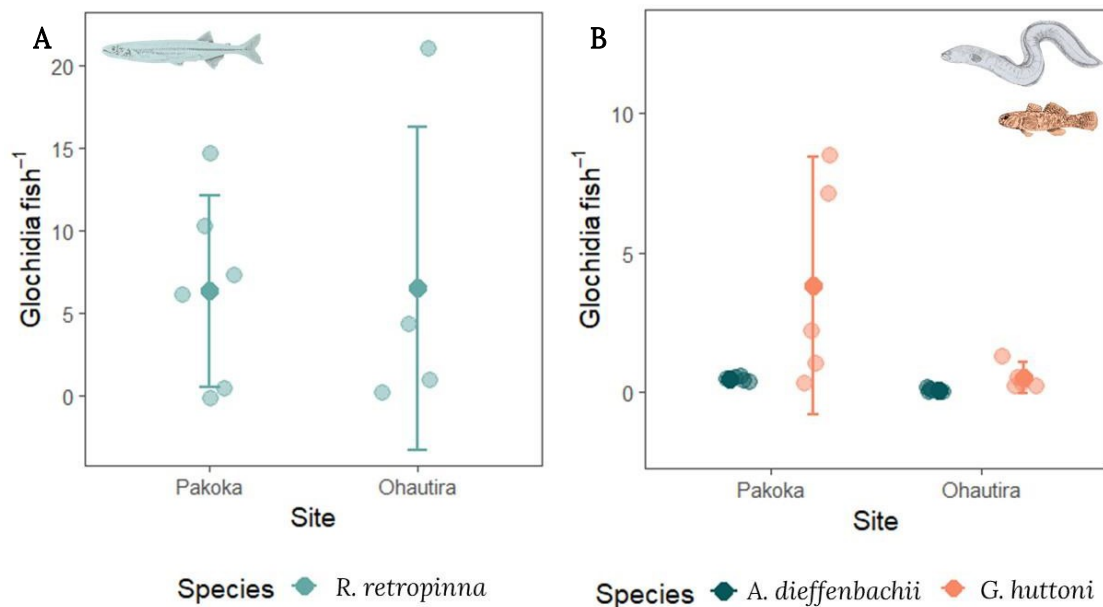 A
Glochidia fish⁻¹
20
15
10
5
0
Pakoka Ohautira
Site
Species R. retropinna
B
Glochidia fish⁻¹
10
5
0
Pakoka Ohautira
Site
Species A. dieffenbachii G. huttoni